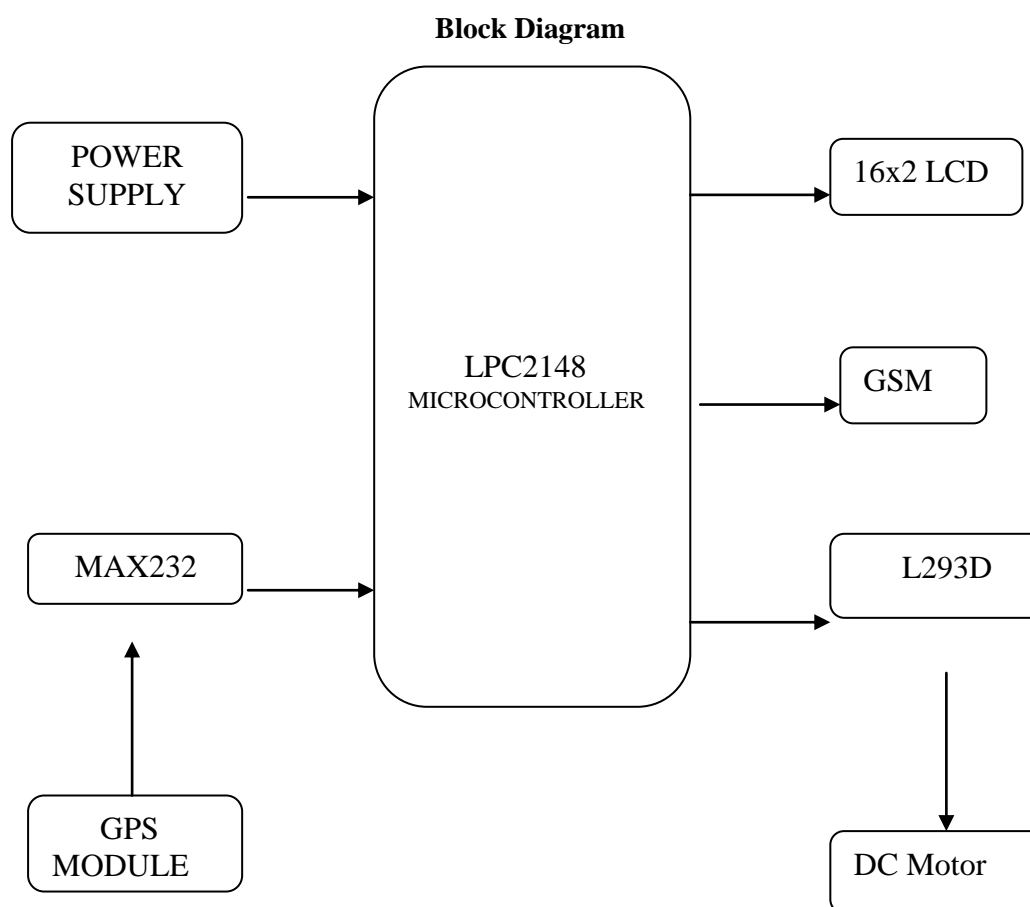 Block Diagram
POWER
SUPPLY
16x2 LCD
LPC2148
MICROCONTROLLER
GSM
MAX232
L293D
GPS
MODULE
DC Motor